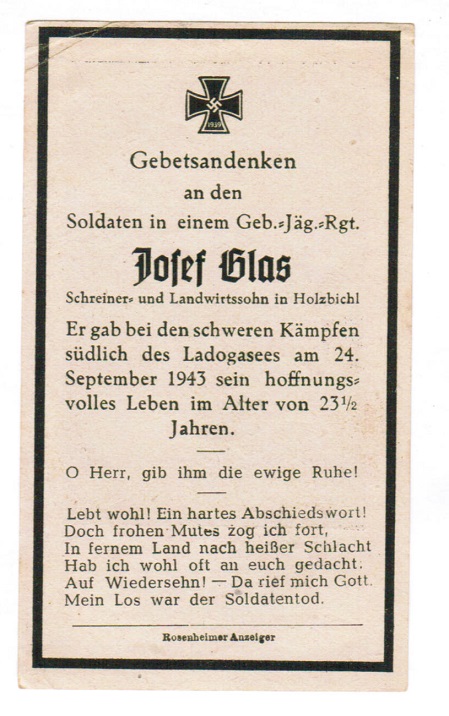 1939
Gebetsandenken
an den
Soldaten in einem Geb.⸗Jäg.⸗Rgt.
Josef Glas
Schreiner⸗ und Landwirtssohn in Holzbichl
Er gab bei den schweren Kämpfen
südlich des Ladogasees am 24.
September 1943 sein hoffnungs⸗
volles Leben im Alter von 23½
Jahren.
O Herr, gib ihm die ewige Ruhe!
Lebt wohl! Ein hartes Abschiedswort!
Doch frohen Mutes zog ich fort,
In fernem Land nach heißer Schlacht
Hab ich wohl oft an euch gedacht.
Auf Wiedersehn! — Da rief mich Gott.
Mein Los war der Soldatentod.
Rosenheimer Anzeiger